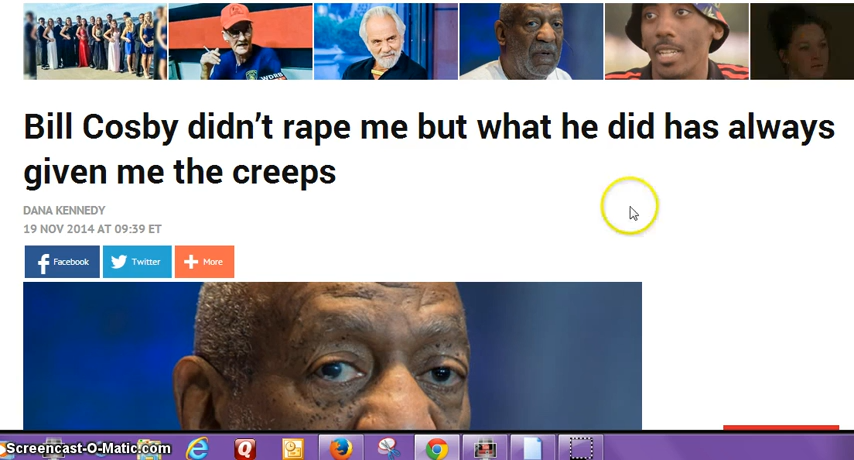 Bill Cosby didn't rape me but what he did has always
given me the creeps
DANA KENNEDY
19 NOV 2014 AT 09:39 ET
Facebook
Twitter
More
Screencast-O-Matic.com